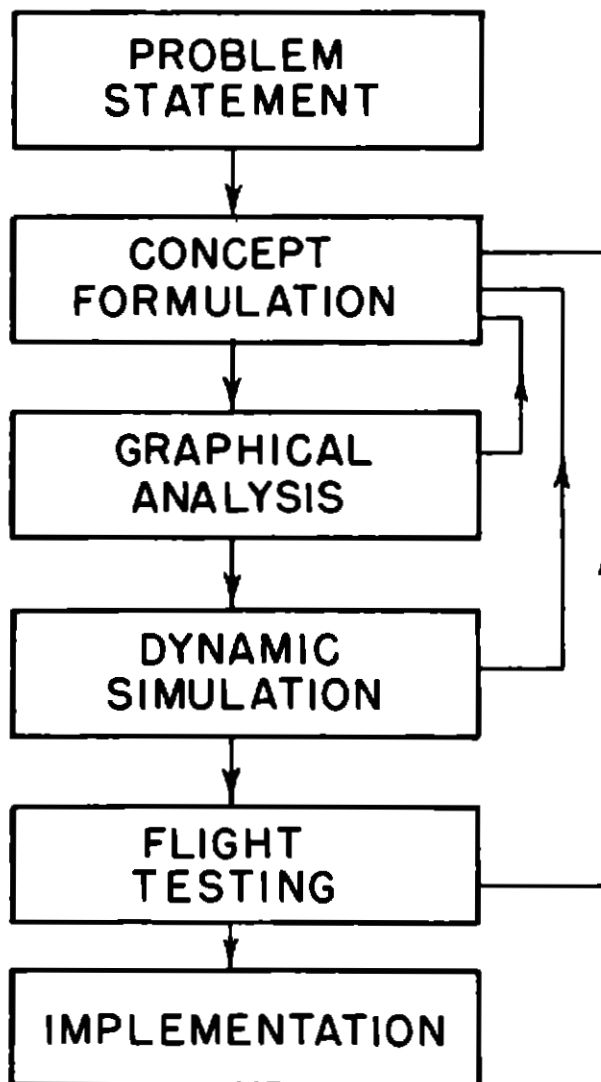 PROBLEM
STATEMENT
CONCEPT
FORMULATION
GRAPHICAL
ANALYSIS
DYNAMIC
SIMULATION
FLIGHT
TESTING
IMPLEMENTATION